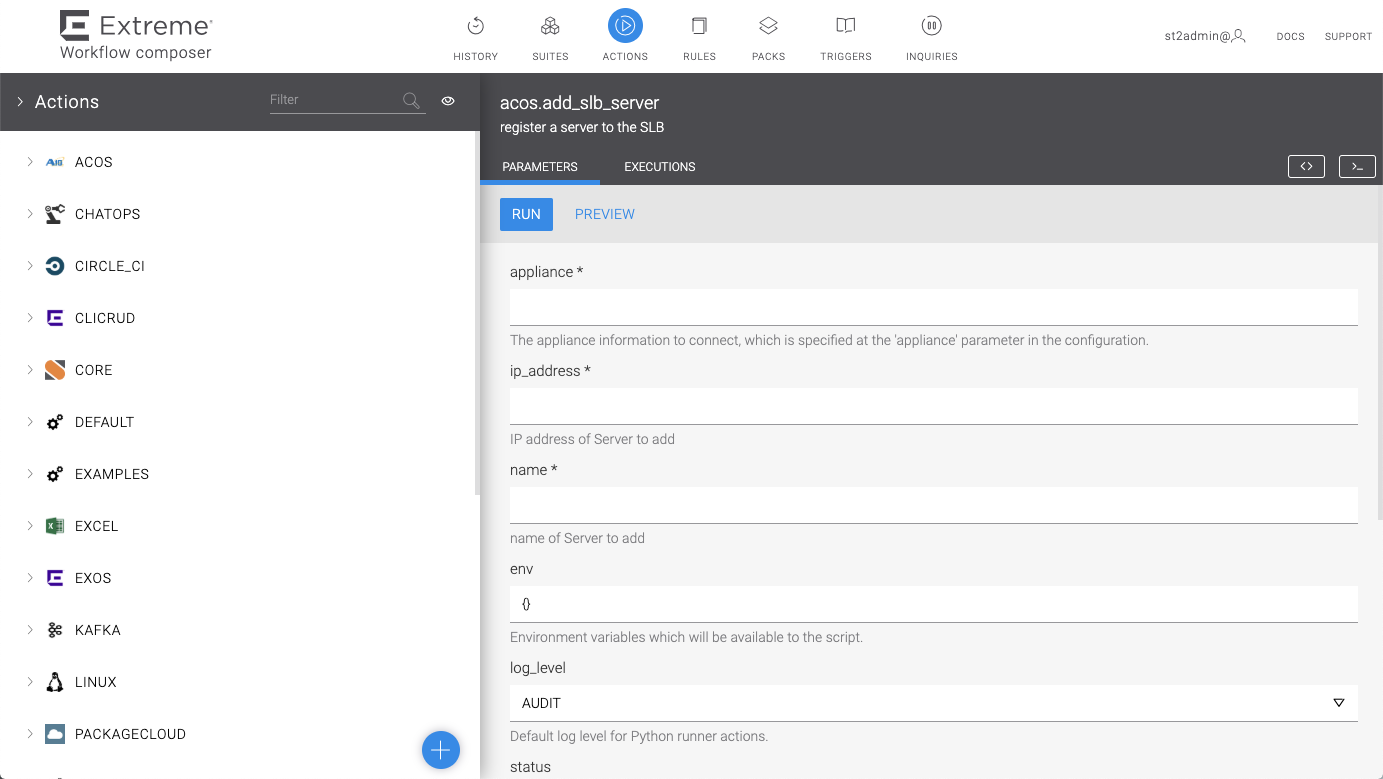 Extreme
Workflow composer
HISTORY
SUITES
ACTIONS
RULES
PACKS
TRIGGERS
INQUIRIES
st2admin@
DOCS
SUPPORT
Actions
Filter
ACOS
CHATOPS
CIRCLE_CI
CLICRUD
CORE
DEFAULT
EXAMPLES
EXCEL
EXOS
KAFKA
LINUX
PACKAGECLOUD
acos.add_slb_server
register a server to the SLB
PARAMETERS
EXECUTIONS
RUN
PREVIEW
appliance *
The appliance information to connect, which is specified at the 'appliance' parameter in the configuration.
ip_address *
IP address of Server to add
name *
name of Server to add
env
{}
Environment variables which will be available to the script.
log_level
AUDIT
Default log level for Python runner actions.
status